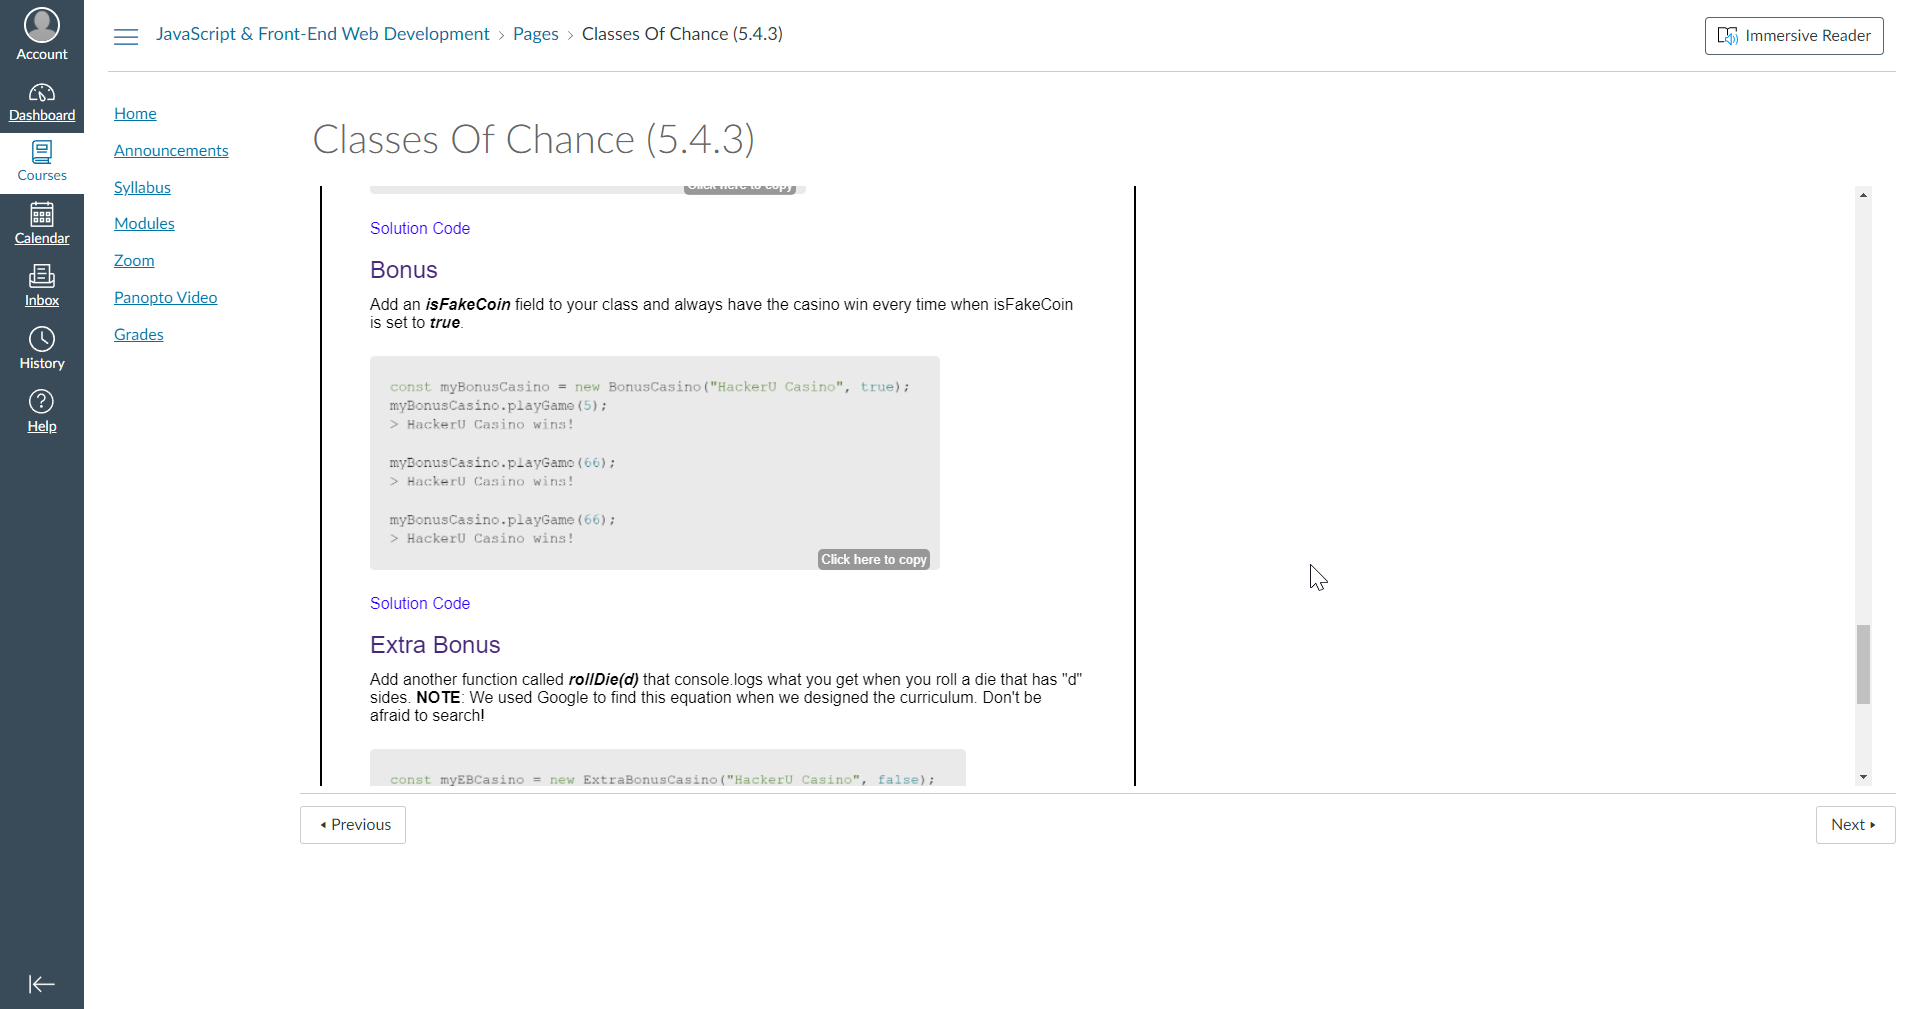 Account
Dashboard
Courses
Calendar
Inbox
History
Help
JavaScript & Front-End Web Development › Pages › Classes Of Chance (5.4.3)
Immersive Reader
Home
Announcements
Syllabus
Modules
Zoom
Panopto Video
Grades
Classes Of Chance (5.4.3)
Click here to copy
Solution Code
Bonus
Add an isFakeCoin field to your class and always have the casino win every time when isFakeCoin
is set to true.
const myBonusCasino = new BonusCasino("HackerU Casino", true);
myBonusCasino.playGame(5);
> HackerU Casino wins!
myBonusCasino.playGame(66);
> HackerU Casino wins!
myBonusCasino.playGame(66);
> HackerU Casino wins!
Click here to copy
Solution Code
Extra Bonus
Add another function called rollDie(d) that console.logs what you get when you roll a die that has "d"
sides. NOTE: We used Google to find this equation when we designed the curriculum. Don't be
afraid to search!
const myEBCasino = new ExtraBonusCasino("HackerU Casino", false);
Previous
Next